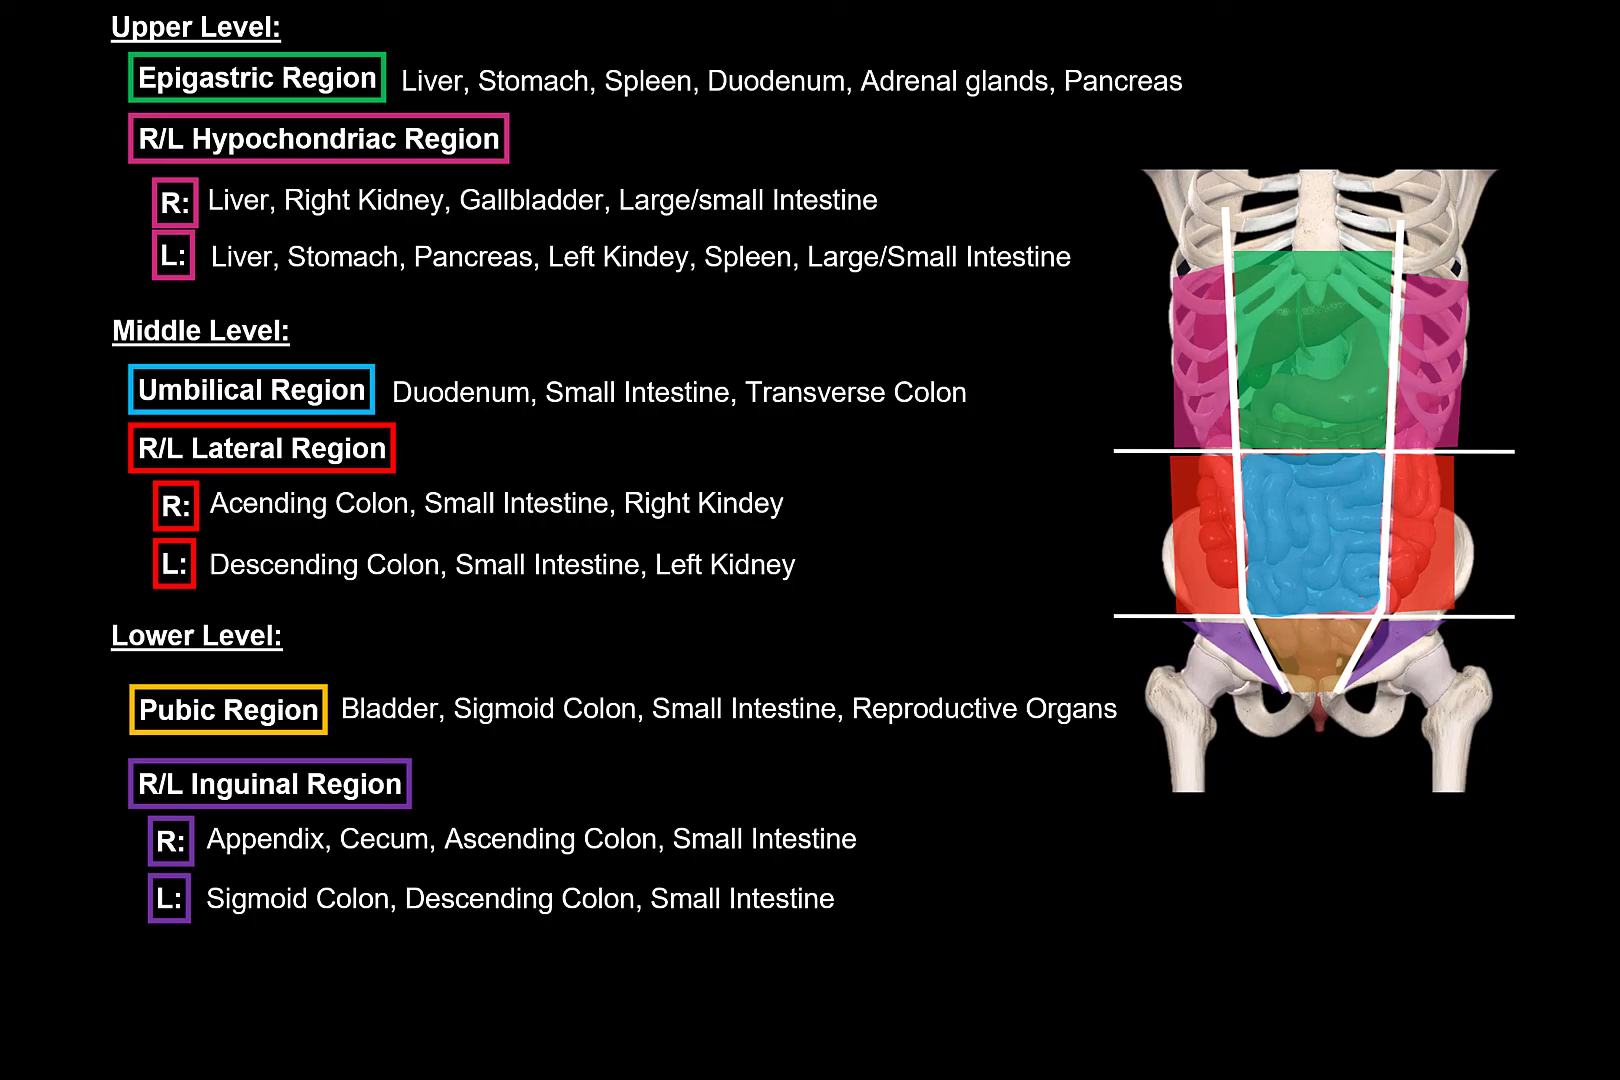 Upper Level:
Epigastric Region Liver, Stomach, Spleen, Duodenum, Adrenal glands, Pancreas
R/L Hypochondriac Region
R: Liver, Right Kidney, Gallbladder, Large/small Intestine
L: Liver, Stomach, Pancreas, Left Kindey, Spleen, Large/Small Intestine
Middle Level:
Umbilical Region Duodenum, Small Intestine, Transverse Colon
R/L Lateral Region
R: Acending Colon, Small Intestine, Right Kindey
L: Descending Colon, Small Intestine, Left Kidney
Lower Level:
Pubic Region Bladder, Sigmoid Colon, Small Intestine, Reproductive Organs
R/L Inguinal Region
R: Appendix, Cecum, Ascending Colon, Small Intestine
L: Sigmoid Colon, Descending Colon, Small Intestine